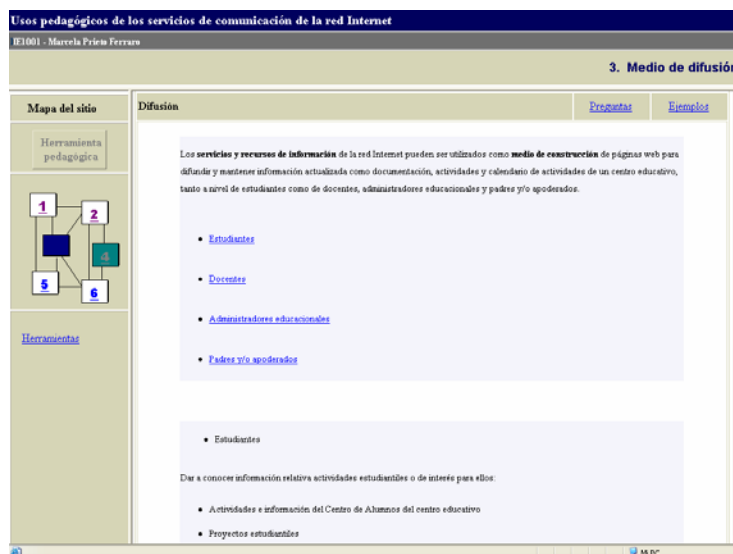 Usos pedagógicos de los servicios de comunicación de la red Internet
IE1001 - Marcela Prieto Ferraro
3. Medio de difusión
Mapa del sitio
Difusión
Preguntas
Ejemplos
Herramienta
pedagógica
Los servicios y recursos de información de la red Internet pueden ser utilizados como medio de construcción de páginas web para
difundir y mantener información actualizada como documentación, actividades y calendario de actividades de un centro educativo,
tanto a nivel de estudiantes como de docentes, administradores educacionales y padres y/o apoderados.
1
2
4
5
6
• Estudiantes
• Docentes
• Administradores educacionales
• Padres y/o apoderados
Herramientas
• Estudiantes
Dar a conocer información relativa actividades estudiantiles o de interés para ellos:
• Actividades e información del Centro de Alumnos del centro educativo
• Proyectos estudiantiles
Mi PC